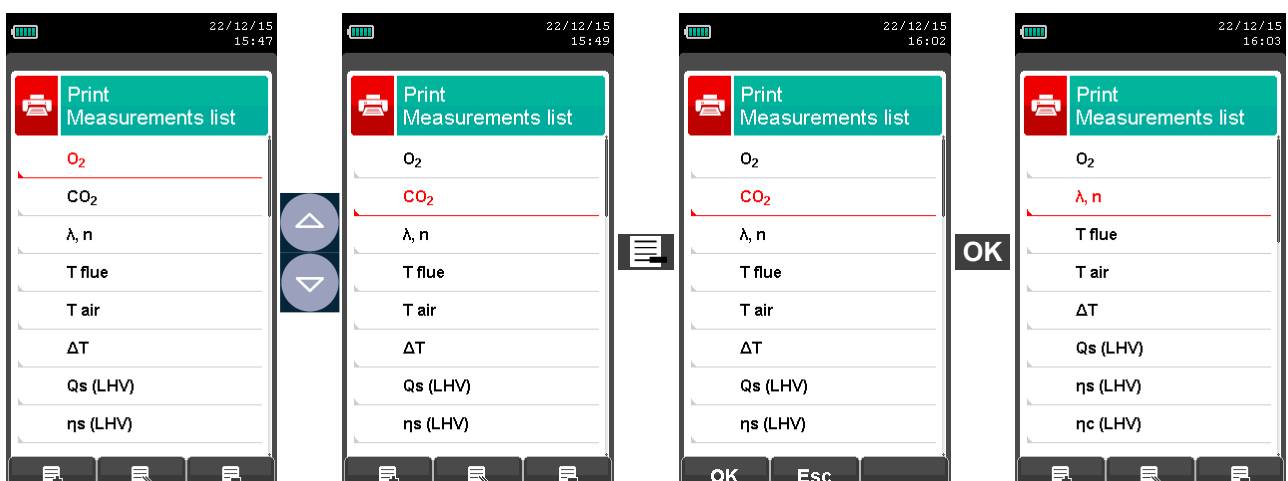 22/12/15
15:47
Print
Measurements list
O₂
CO₂
λ, n
T flue
T air
ΔT
Qs (LHV)
ηs (LHV)
22/12/15
15:49
Print
Measurements list
O₂
CO₂
λ, n
T flue
T air
ΔT
Qs (LHV)
ηs (LHV)
22/12/15
16:02
Print
Measurements list
O₂
CO₂
λ, n
T flue
T air
ΔT
Qs (LHV)
ηs (LHV)
OK Esc
OK
22/12/15
16:03
Print
Measurements list
O₂
λ, n
T flue
T air
ΔT
Qs (LHV)
ηs (LHV)
ηc (LHV)